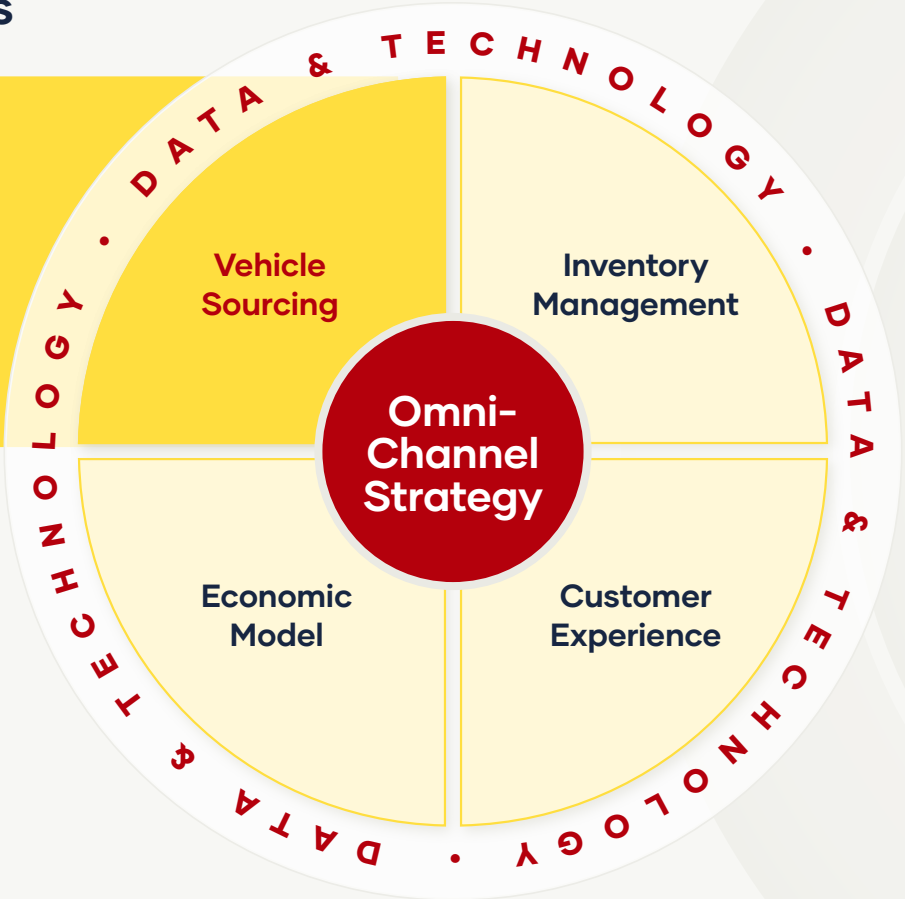 s
DATA & TECHNOLOGY • DATA & TECHNOLOGY • DATA & TECHNOLOGY •
Vehicle
Sourcing
Inventory
Management
Omni-
Channel
Strategy
Economic
Model
Customer
Experience